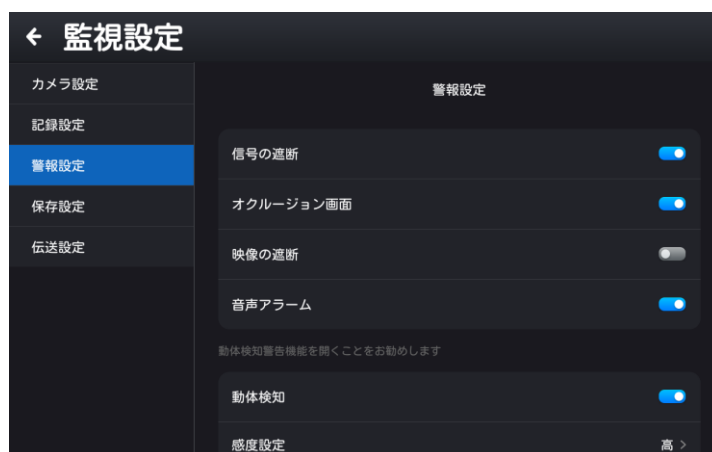 監視設定
カメラ設定
記録設定
警報設定
保存設定
伝送設定
警報設定
信号の遮断
オクルージョン画面
映像の遮断
音声アラーム
動体検知警告機能を開くことをお勧めします
動体検知
感度設定
高